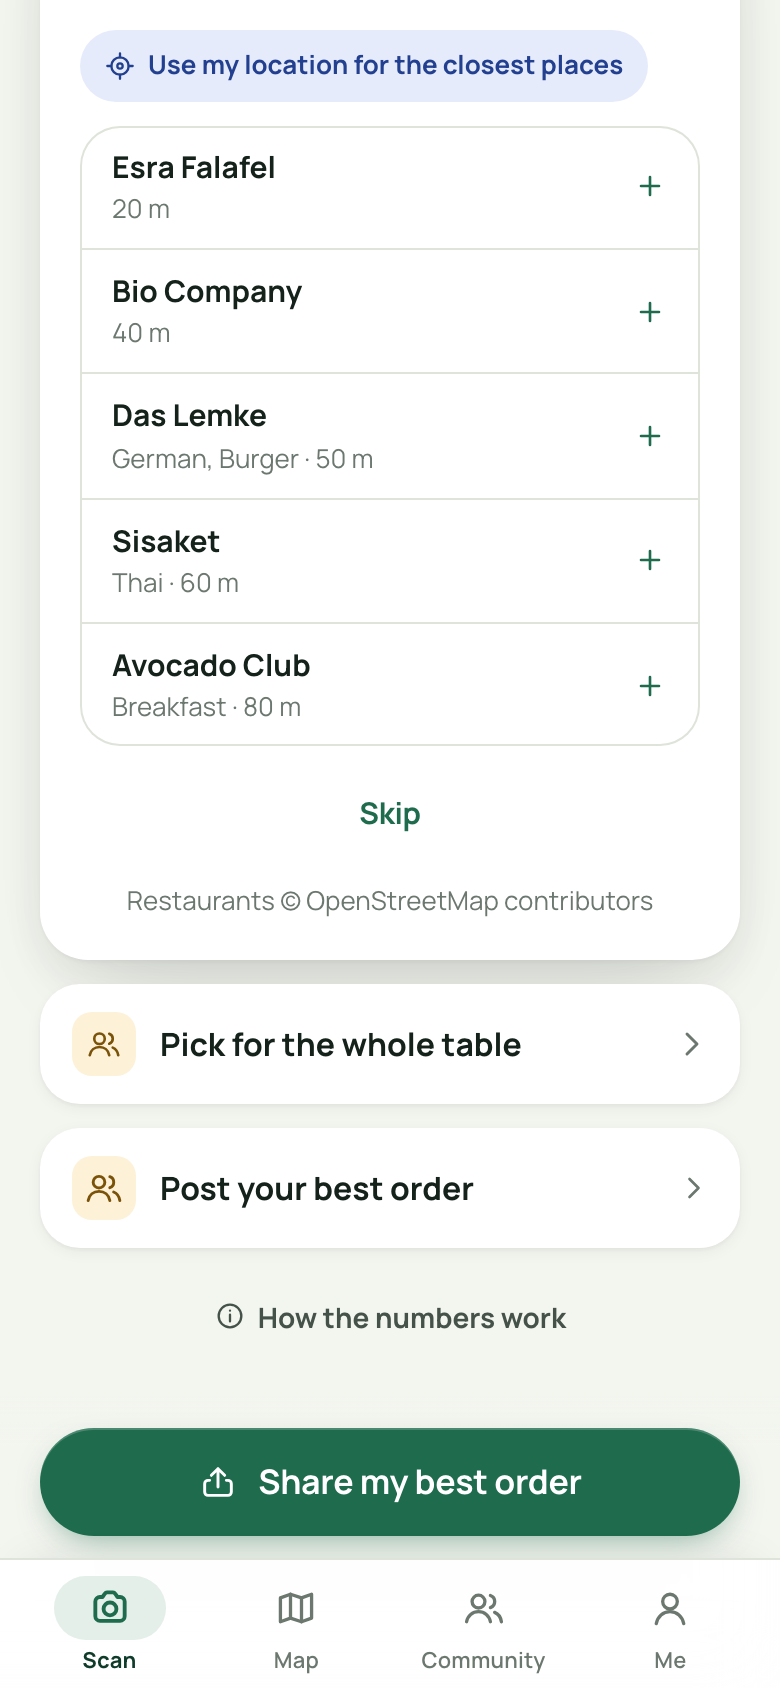 Use my location for the closest places
Esra Falafel
20 m
Bio Company
40 m
Das Lemke
German, Burger · 50 m
Sisaket
Thai · 60 m
Avocado Club
Breakfast · 80 m
Skip
Restaurants © OpenStreetMap contributors
Pick for the whole table
Post your best order
How the numbers work
Share my best order
Scan
Map
Community
Me